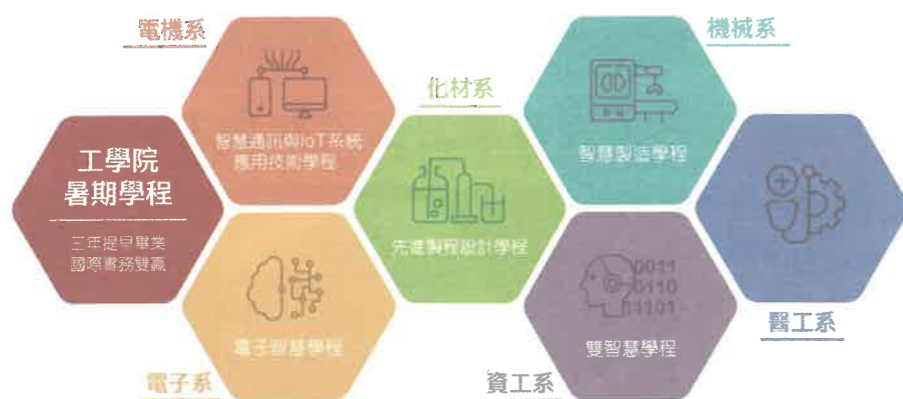 電機系
機械系
化材系
智慧通訊與IoT系統
應用技術學程
智慧製造學程
工學院
暑期學程
三年提早畢業
國際實務雙贏
先進製程設計學程
0011
0110
11101
電子智慧學程
雙智慧學程
醫工系
電子系
資工系